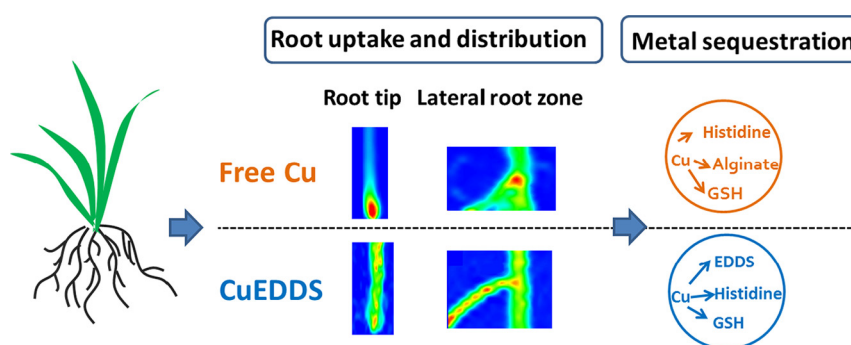 Root uptake and distribution
Metal sequestration
Root tip
Lateral root zone
Free Cu
Histidine
Cu
Alginate
GSH
CuEDDS
EDDS
Cu
Histidine
GSH